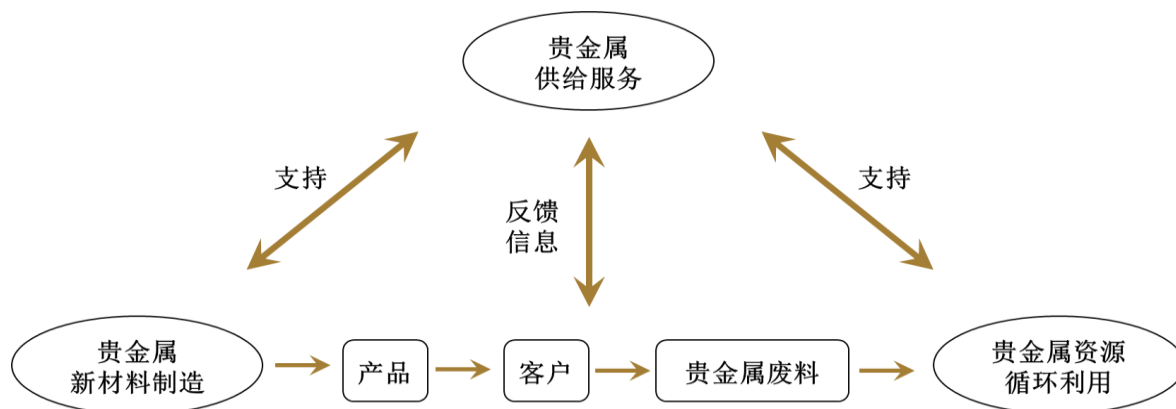 贵金属
供给服务
支持
支持
反馈
信息
贵金属
新材料制造
产品
客户
贵金属废料
贵金属资源
循环利用